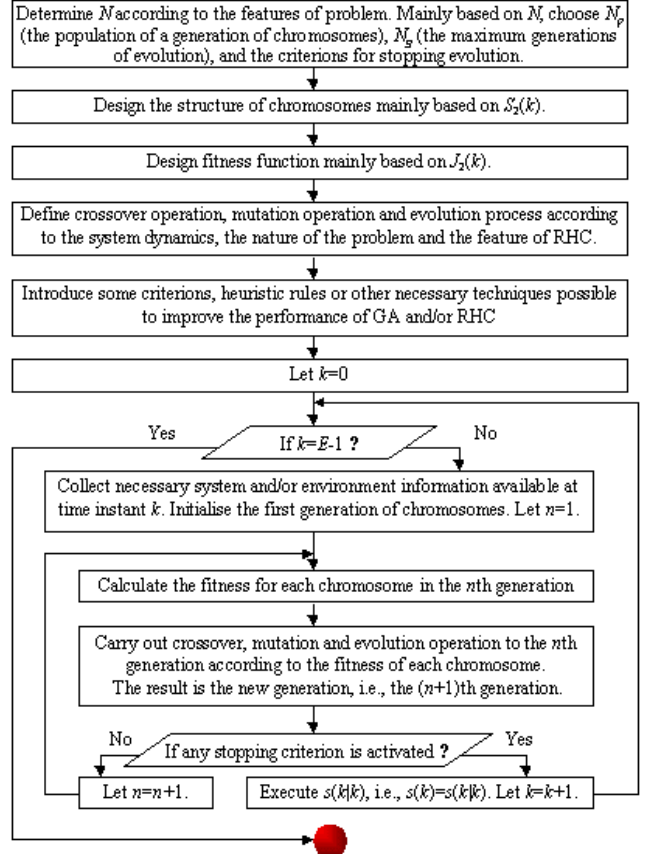 Determine N according to the features of problem. Mainly based on N, choose Np
(the population of a generation of chromosomes), Ng (the maximum generations
of evolution), and the criterions for stopping evolution.
Design the structure of chromosomes mainly based on S2(k).
Design fitness function mainly based on J2(k).
Define crossover operation, mutation operation and evolution process according
to the system dynamics, the nature of the problem and the feature of RHC.
Introduce some criterions, heuristic rules or other necessary techniques possible
to improve the performance of GA and/or RHC
Let k=0
Yes
If k=E-1 ?
No
Collect necessary system and/or environment information available at
time instant k. Initialise the first generation of chromosomes. Let n=1.
Calculate the fitness for each chromosome in the nth generation
Carry out crossover, mutation and evolution operation to the nth
generation according to the fitness of each chromosome.
The result is the new generation, i.e., the (n+1)th generation.
No
If any stopping criterion is activated ?
Yes
Let n=n+1.
Execute s(k|k), i.e., s(k)=s(k|k). Let k=k+1.